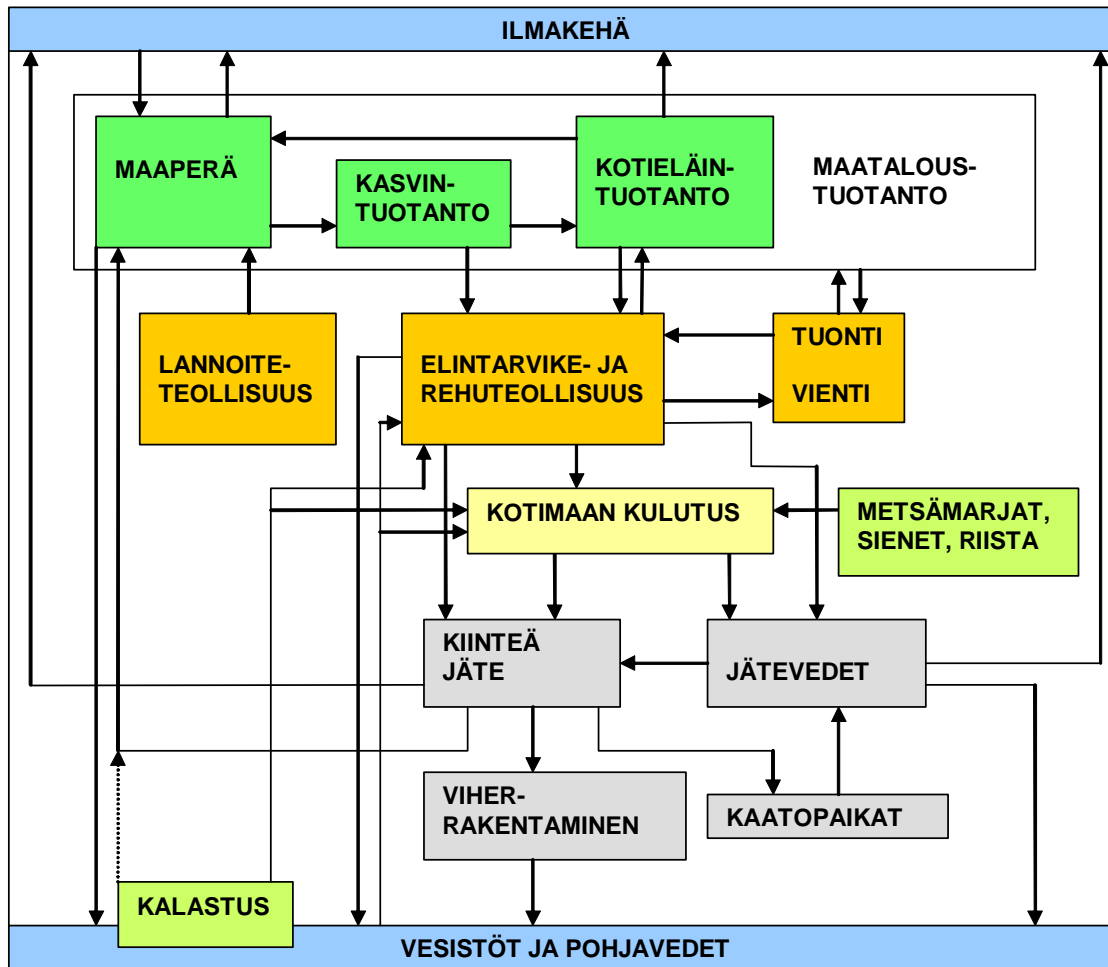 ILMAKEHÄ
MAAPERÄ
KASVIN-
TUOTANTO
KOTIELÄIN-
TUOTANTO
MAATALOUS-
TUOTANTO
LANNOITE-
TEOLLISUUS
ELINTARVIKE- JA
REHUTEOLLISUUS
TUONTI
VIENTI
KOTIMAAN KULUTUS
METSÄMARJAT,
SIENET, RIISTA
KIINTEÄ
JÄTE
JÄTEVEDET
VIHER-
RAKENTAMINEN
KAATOPAIKAT
KALASTUS
VESISTÖT JA POHJAVEDET